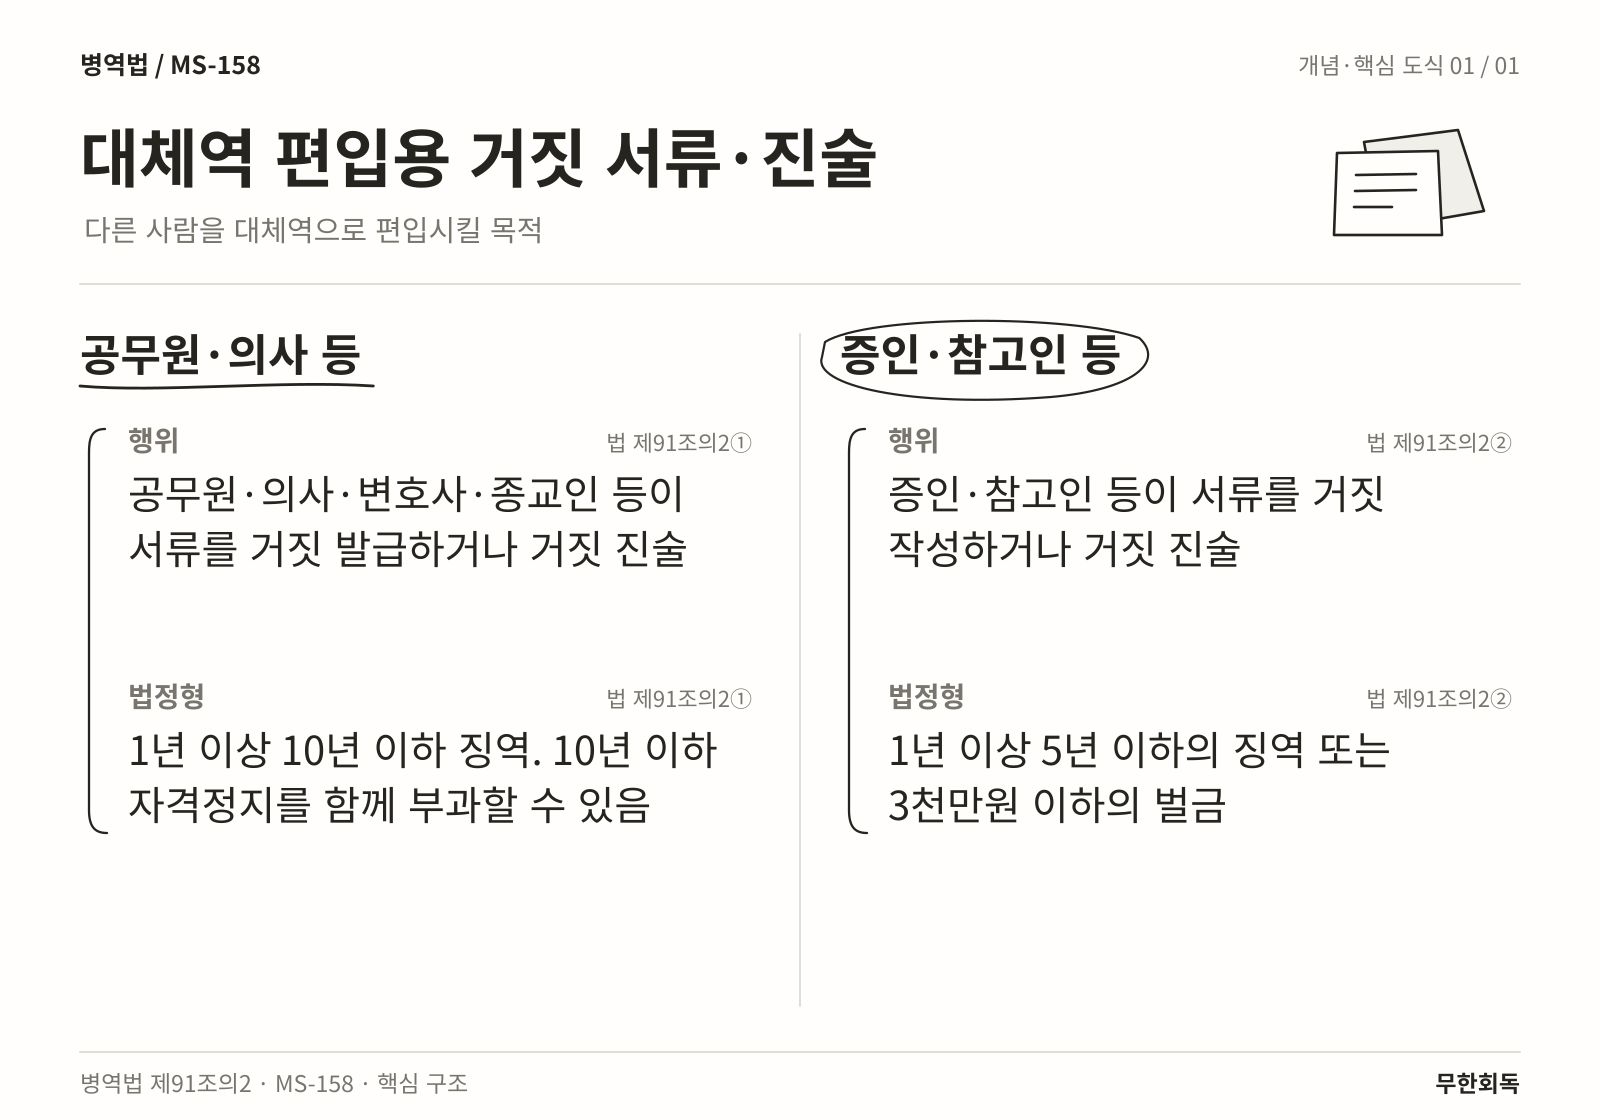 병역법 / MS-158
개념·핵심 도식 01 / 01
대체역 편입용 거짓 서류·진술
다른 사람을 대체역으로 편입시킬 목적
공무원·의사 등
행위
법 제91조의2①
공무원·의사·변호사·종교인 등이
서류를 거짓 발급하거나 거짓 진술
법정형
법 제91조의2①
1년 이상 10년 이하 징역. 10년 이하
자격정지를 함께 부과할 수 있음
증인·참고인 등
행위
법 제91조의2②
증인·참고인 등이 서류를 거짓
작성하거나 거짓 진술
법정형
법 제91조의2②
1년 이상 5년 이하의 징역 또는
3천만원 이하의 벌금
병역법 제91조의2 · MS-158 · 핵심 구조
무한회독